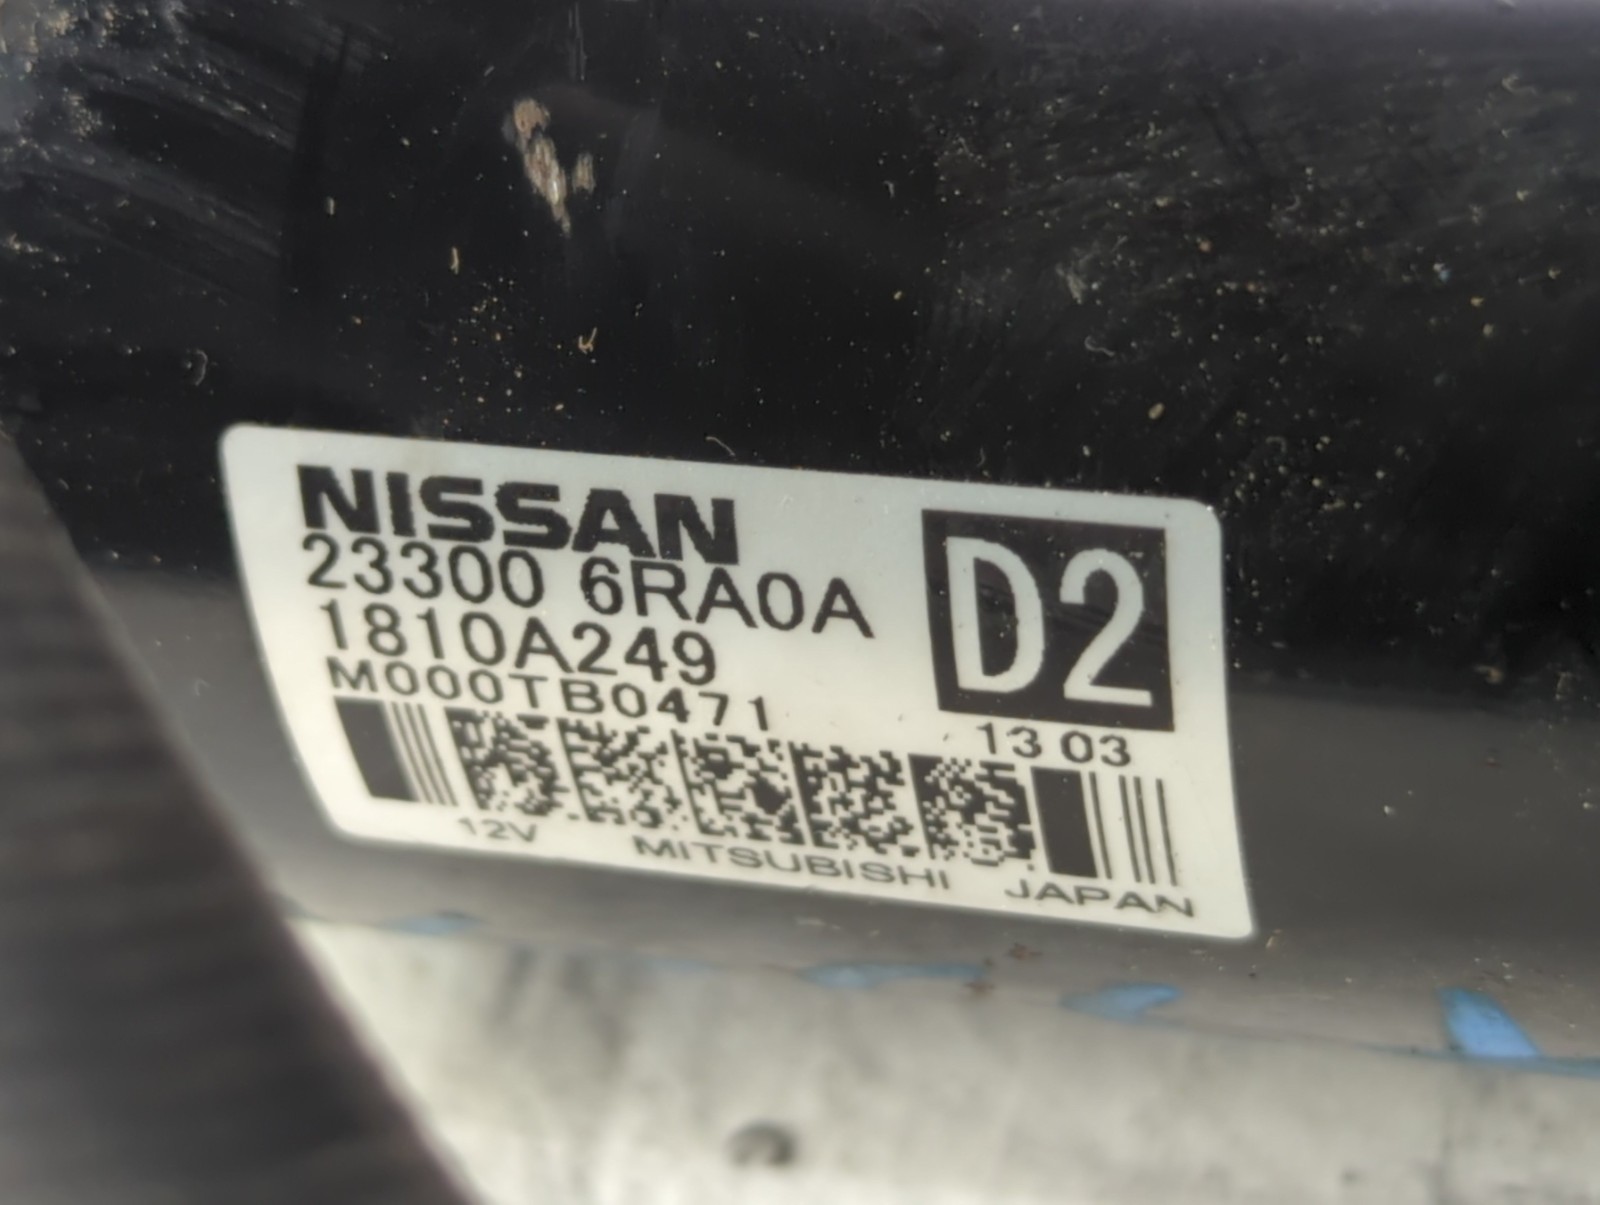 NISSAN
23300 6RA0A
1810A249
M000TB0471
D2
13 03
12V MITSUBISHI JAPAN